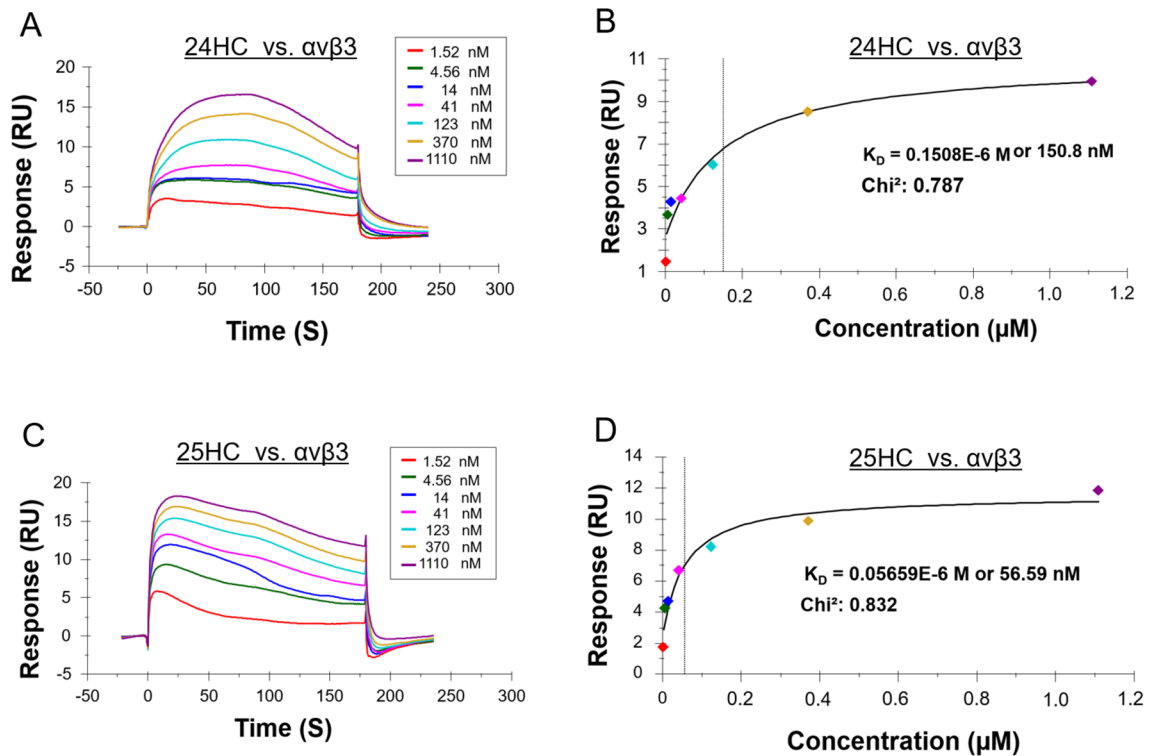 A
24HC vs. αvβ3
Response (RU)
20
15
10
5
0
-5
-50
0
50
100
150
200
250
300
Time (S)
1.52 nM
4.56 nM
14 nM
41 nM
123 nM
370 nM
1110 nM
B
24HC vs. αvβ3
Response (RU)
11
9
7
6
5
4
3
1
0
0.2
0.4
0.6
0.8
1.0
1.2
Concentration (µM)
K_D = 0.1508E-6 M or 150.8 nM
Chi²: 0.787
C
25HC vs. αvβ3
Response (RU)
20
15
10
5
0
-5
-50
0
50
100
150
200
250
300
Time (S)
1.52 nM
4.56 nM
14 nM
41 nM
123 nM
370 nM
1110 nM
D
25HC vs. αvβ3
Response (RU)
14
12
10
8
6
4
2
0
0
0.2
0.4
0.6
0.8
1.0
1.2
Concentration (µM)
K_D = 0.05659E-6 M or 56.59 nM
Chi²: 0.832